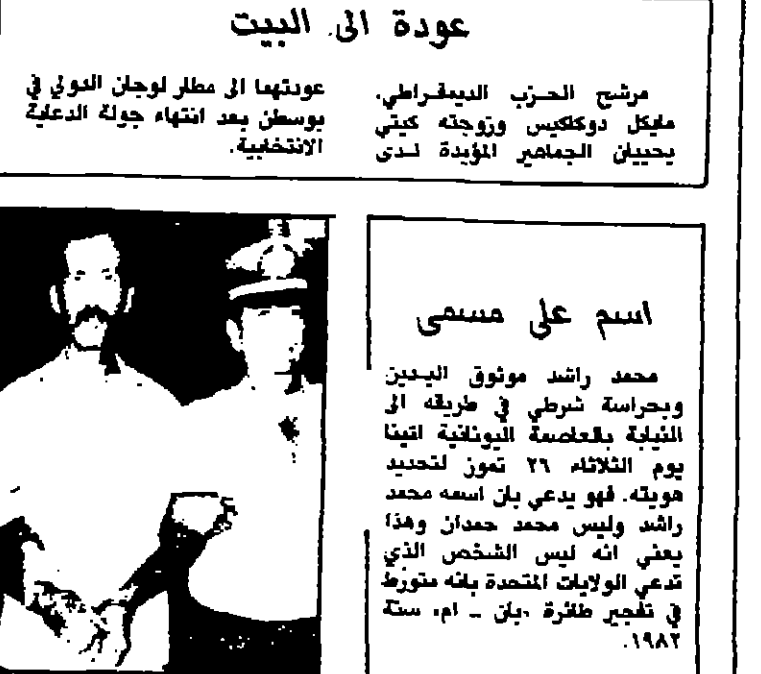 عودة الى البيت
مرشح الحزب الديمقراطي،
مايكل دوكاكيس وزوجته كيتي
يحييان الجماهير المؤيدة لدى
عودتهما الى مطار لوجان الدولي في
بوسطن بعد انتهاء جولة الدعاية
الانتخابية.
اسم على مسمى
محمد راشد موثوق اليدين
وبحراسة شرطي في طريقه الى
النيابة بالعاصمة اليونانية اثينا
يوم الثلاثاء ٢٦ تموز لتحديد
هويته. فهو يدعي بان اسمه محمد
راشد وليس محمد حمدان وهذا
يعني انه ليس الشخص الذي
تدعي الولايات المتحدة بانه متورط
في تفجير طائرة «بان ـ ام» سنة
١٩٨٢.